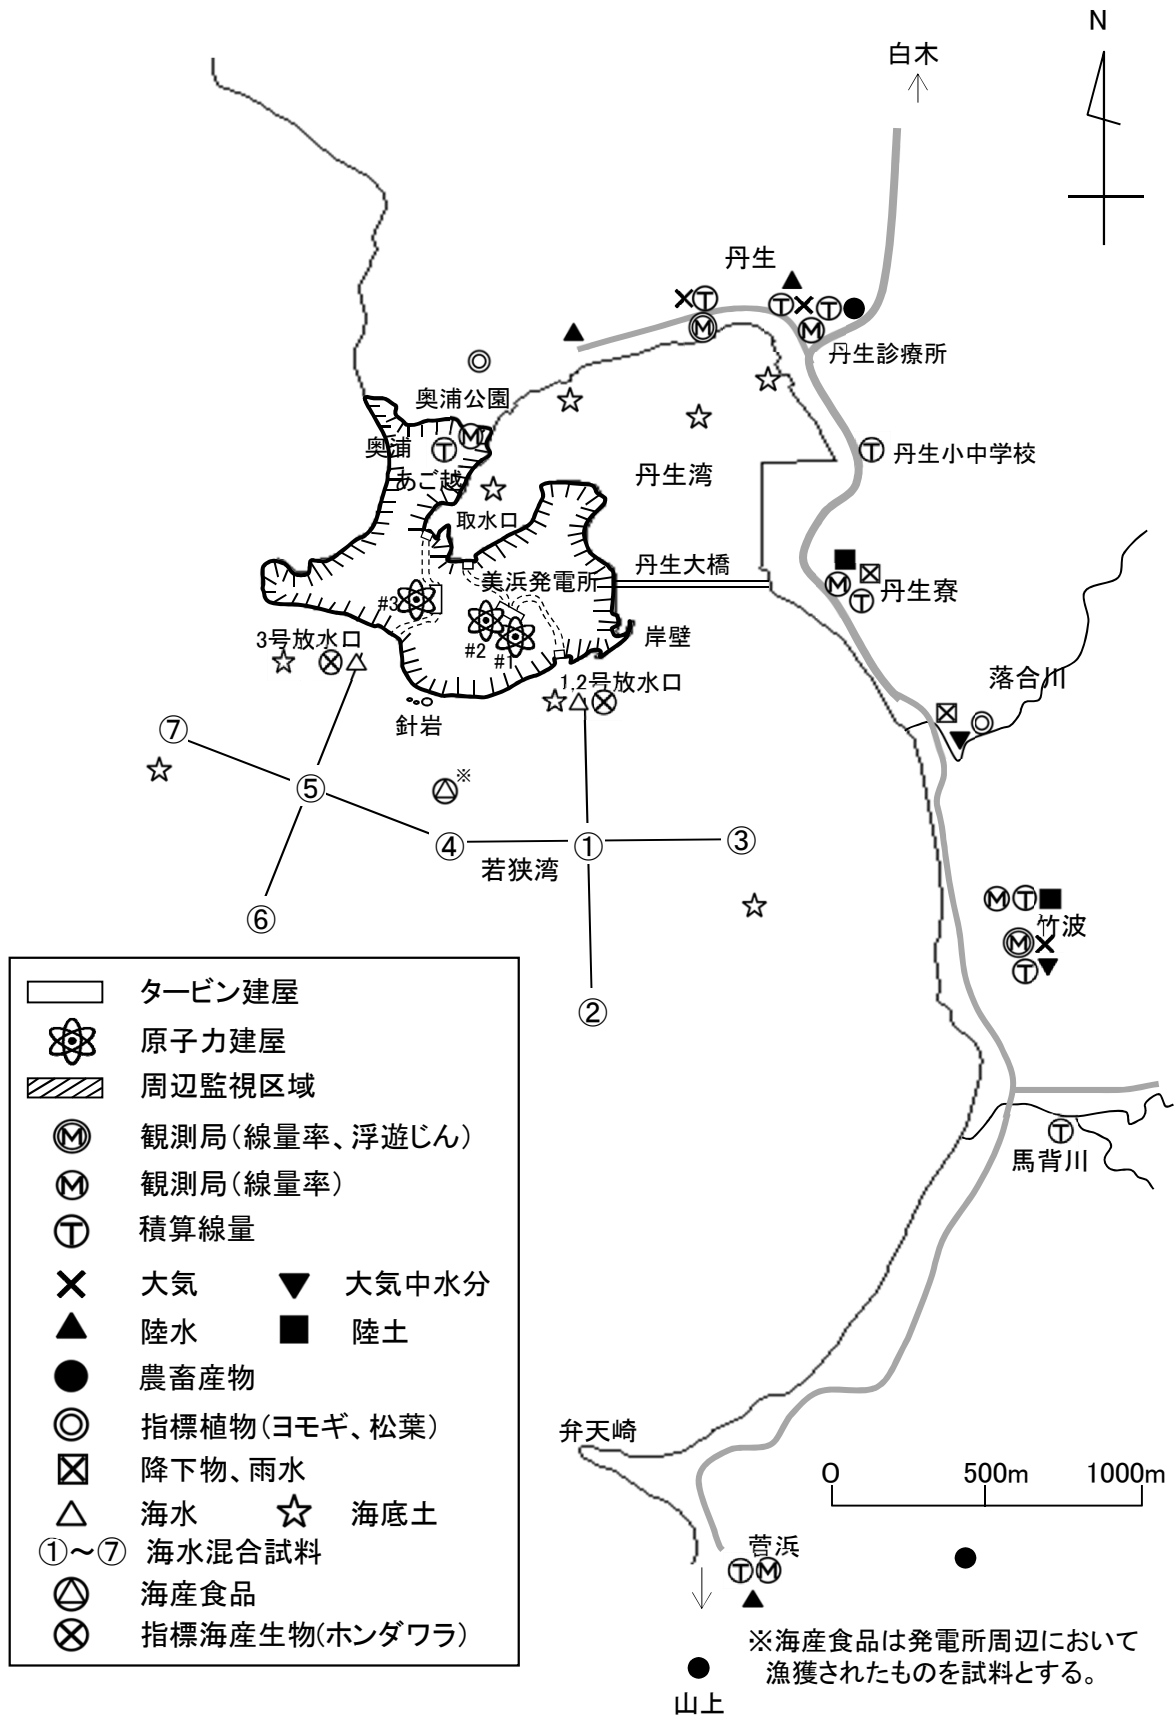 N
白木
丹生
丹生診療所
奥浦公園
奥浦
あご越
丹生小中学校
丹生湾
取水口
美浜発電所
丹生大橋
丹生寮
#3
#2
#1
岸壁
3号放水口
1,2号放水口
落合川
針岩
⑦
⑤
※
④
①
③
若狭湾
⑥
②
竹波
馬背川
タービン建屋
原子力建屋
周辺監視区域
観測局(線量率、浮遊じん)
観測局(線量率)
積算線量
大気 大気中水分
陸水 陸土
農畜産物
指標植物(ヨモギ、松葉)
降下物、雨水
海水 海底土
①～⑦ 海水混合試料
海産食品
指標海産生物(ホンダワラ)
弁天崎
O 500m 1000m
菅浜
※海産食品は発電所周辺において
漁獲されたものを試料とする。
山上